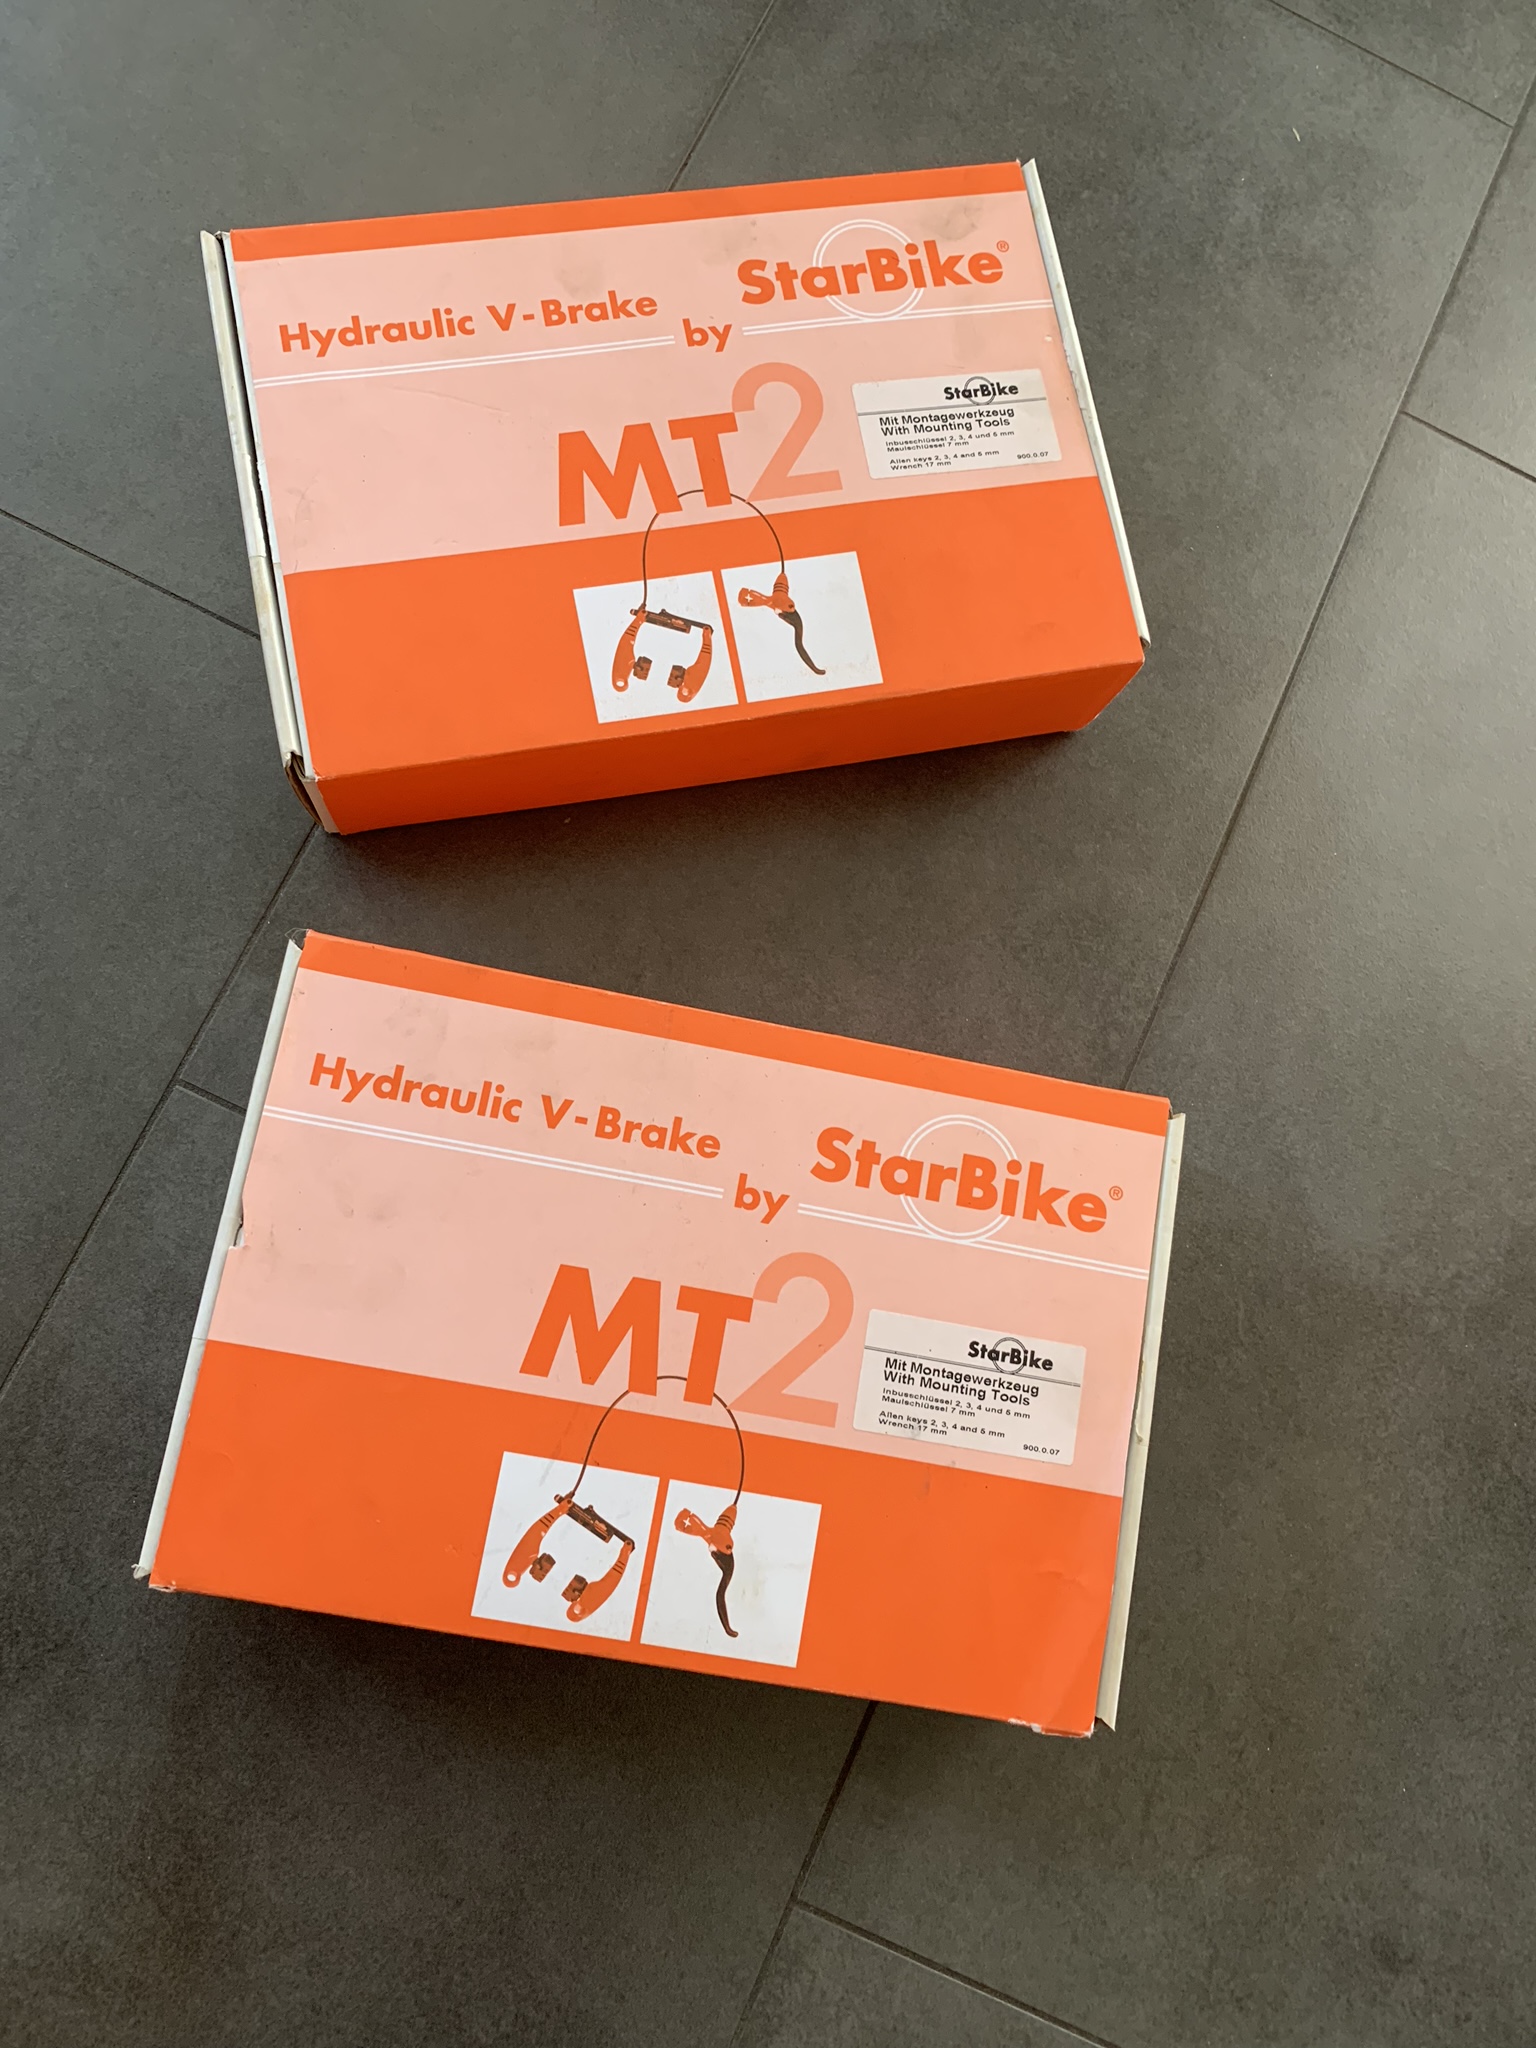 Hydraulic V-Brake
by
StarBike®
MT2
StarBike
Mit Montagewerkzeug
With Mounting Tools
Inbusschlüssel 2, 3, 4 und 5 mm
Maulschlüssel 7 mm
Allen keys 2, 3, 4 and 5 mm
Wrench 17 mm
900.0.07
Hydraulic V-Brake
by
StarBike®
MT2
StarBike
Mit Montagewerkzeug
With Mounting Tools
Inbusschlüssel 2, 3, 4 und 5 mm
Maulschlüssel 7 mm
Allen keys 2, 3, 4 and 5 mm
Wrench 17 mm
900.0.07